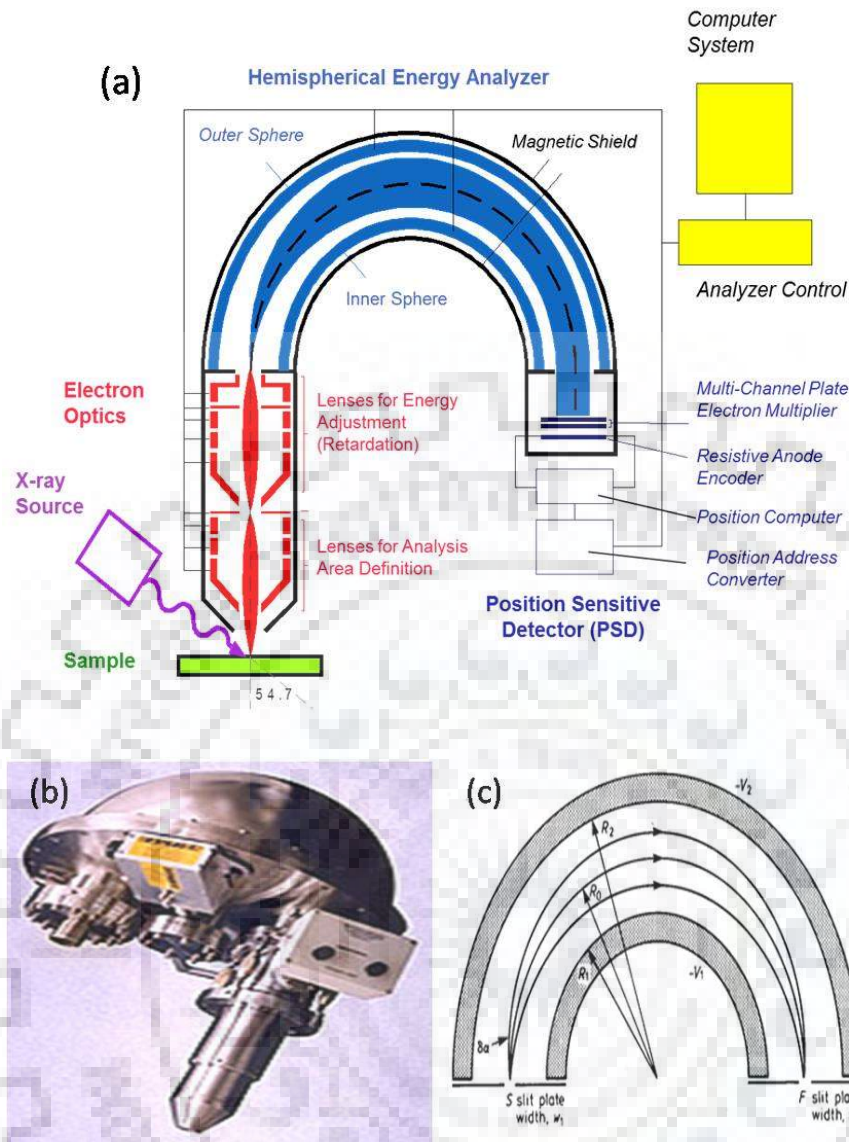 Computer
System
(a)
Hemispherical Energy Analyzer
Outer Sphere
Magnetic Shield
Inner Sphere
Analyzer Control
Electron
Optics
Lenses for Energy
Adjustment
(Retardation)
Multi-Channel Plate
Electron Multiplier
Resistive Anode
Encoder
X-ray
Source
Position Computer
Lenses for Analysis
Area Definition
Position Address
Converter
Position Sensitive
Detector (PSD)
Sample
54.7
(b)
(c)
-V2
R2
R0
R1
-V1
δα
S slit plate
width, w1
F slit pla
width,